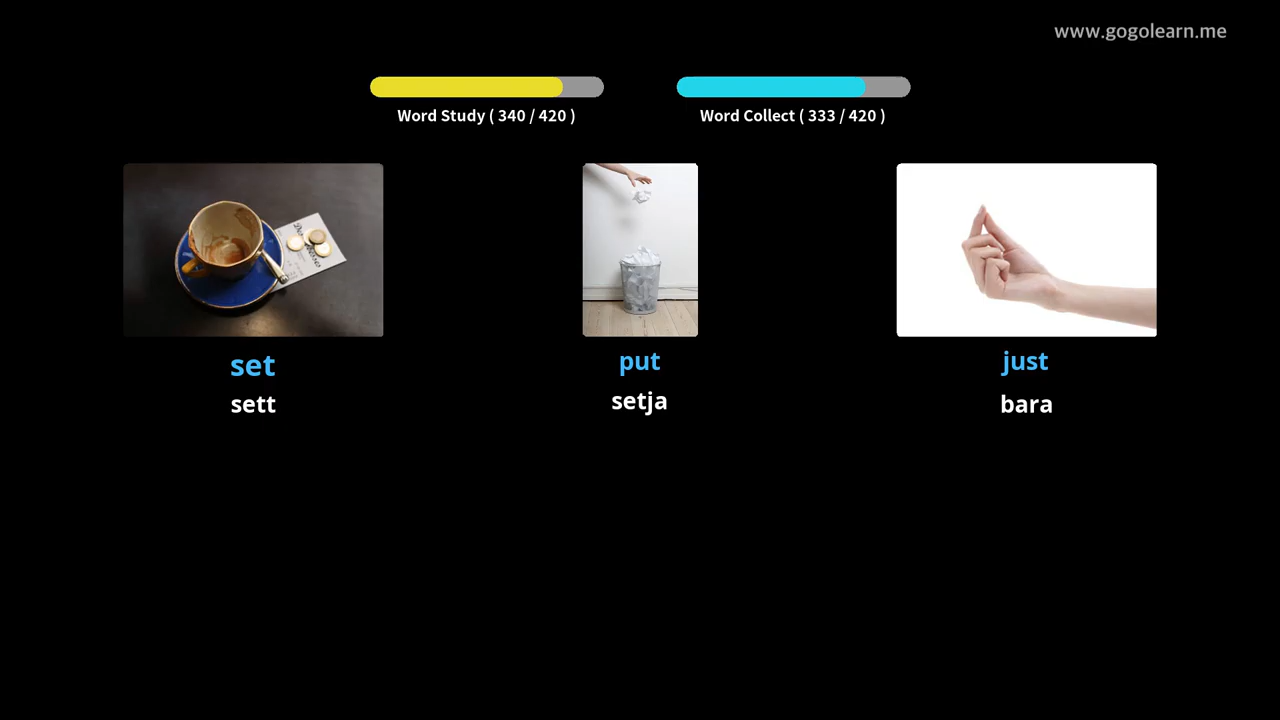 www.gogolearn.me
Word Study ( 340 / 420 )
Word Collect ( 333 / 420 )
set
put
just
sett
setja
bara